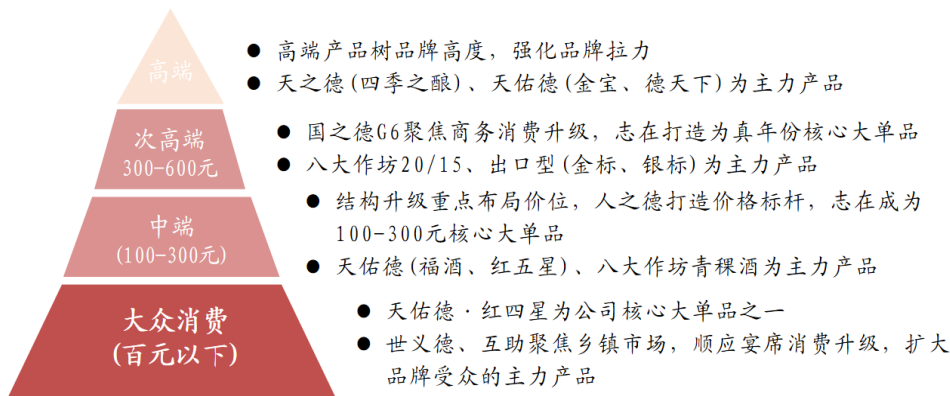 高端
● 高端产品树品牌高度，强化品牌拉力
● 天之德(四季之酿)、天佑德(金宝、德天下)为主力产品
次高端
300-600元
● 国之德G6聚焦商务消费升级，志在打造为真年份核心大单品
● 八大作坊20/15、出口型(金标、银标)为主力产品
中端
(100-300元)
● 结构升级重点布局价位，人之德打造价格标杆，志在成为
100-300元核心大单品
● 天佑德(福酒、红五星)、八大作坊青稞酒为主力产品
大众消费
(百元以下)
● 天佑德·红四星为公司核心大单品之一
● 世义德、互助聚焦乡镇市场，顺应宴席消费升级，扩大
品牌受众的主力产品